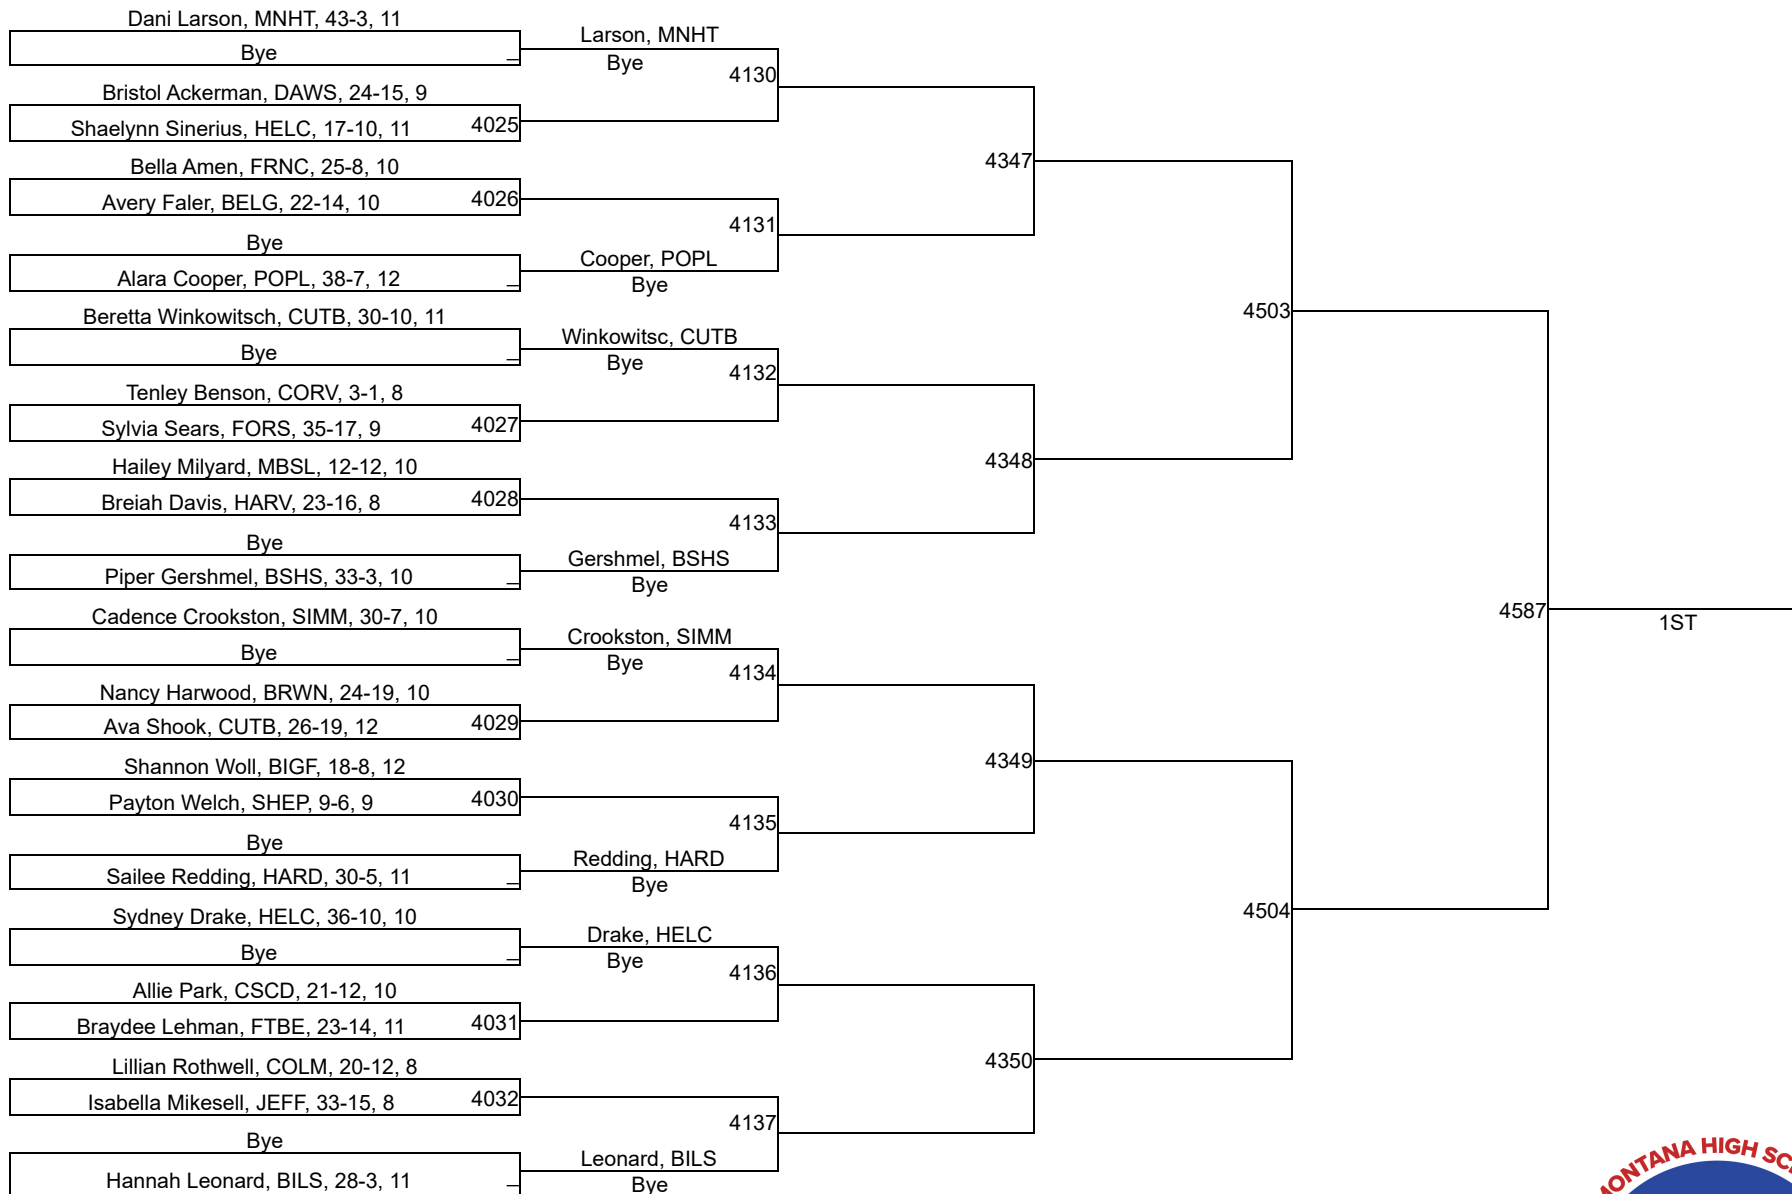 Dani Larson, MNHT, 43-3, 11
Bye _
Larson, MNHT
Bye
4130
Bristol Ackerman, DAWS, 24-15, 9
Shaelynn Sinerius, HELC, 17-10, 11 4025
4347
Bella Amen, FRNC, 25-8, 10
Avery Faler, BELG, 22-14, 10 4026
4131
Bye
Alara Cooper, POPL, 38-7, 12 _
Cooper, POPL
Bye
4503
Beretta Winkowitsch, CUTB, 30-10, 11
Bye _
Winkowitsc, CUTB
Bye
4132
Tenley Benson, CORV, 3-1, 8
Sylvia Sears, FORS, 35-17, 9 4027
4348
Hailey Milyard, MBSL, 12-12, 10
Breiah Davis, HARV, 23-16, 8 4028
4133
Bye
Piper Gershmel, BSHS, 33-3, 10 _
Gershmel, BSHS
Bye
4587
1ST
Cadence Crookston, SIMM, 30-7, 10
Bye _
Crookston, SIMM
Bye
4134
Nancy Harwood, BRWN, 24-19, 10
Ava Shook, CUTB, 26-19, 12 4029
4349
Shannon Woll, BIGF, 18-8, 12
Payton Welch, SHEP, 9-6, 9 4030
4135
Bye
Sailee Redding, HARD, 30-5, 11 _
Redding, HARD
Bye
4504
Sydney Drake, HELC, 36-10, 10
Bye _
Drake, HELC
Bye
4136
Allie Park, CSCD, 21-12, 10
Braydee Lehman, FTBE, 23-14, 11 4031
4350
Lillian Rothwell, COLM, 20-12, 8
Isabella Mikesell, JEFF, 33-15, 8 4032
4137
Bye
Hannah Leonard, BILS, 28-3, 11 _
Leonard, BILS
Bye
MONTANA HIGH SC